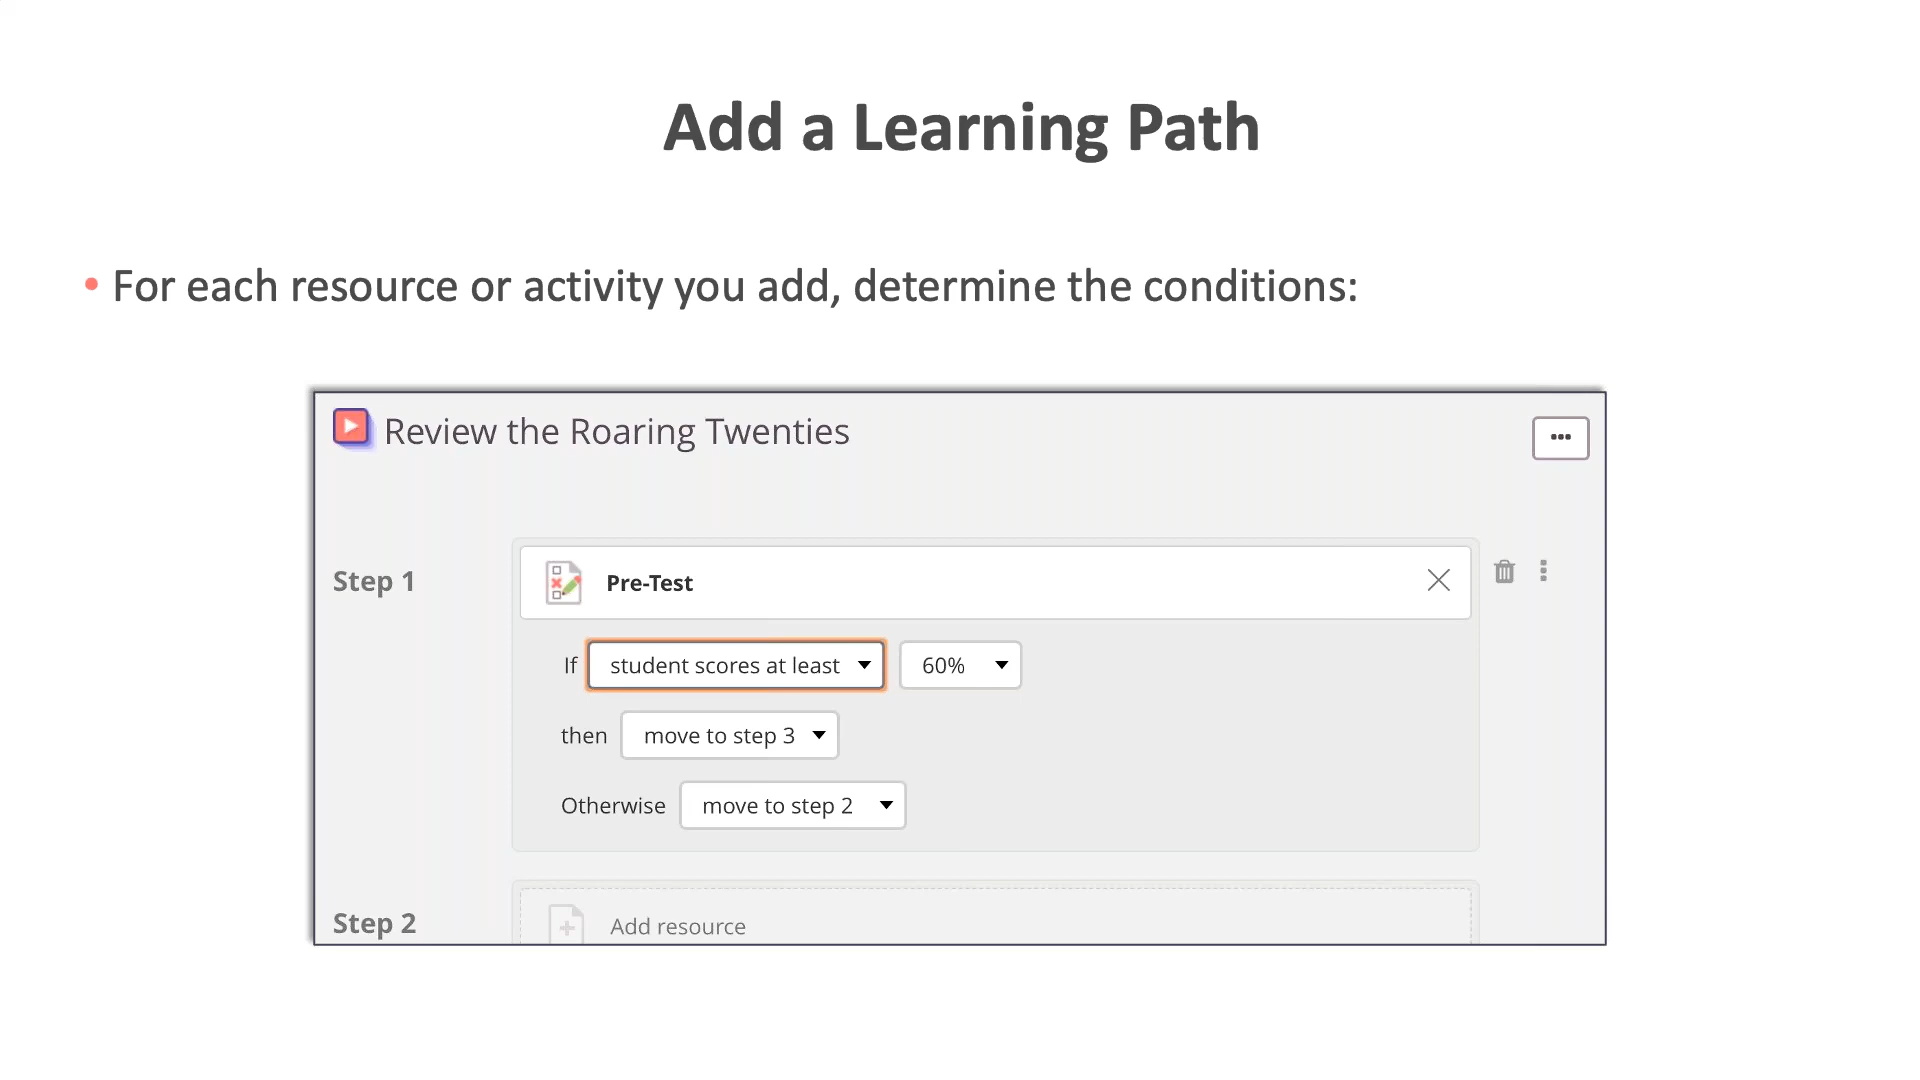 Add a Learning Path
• For each resource or activity you add, determine the conditions:
Review the Roaring Twenties
Step 1
Pre-Test
If student scores at least 60%
then move to step 3
Otherwise move to step 2
Step 2
Add resource